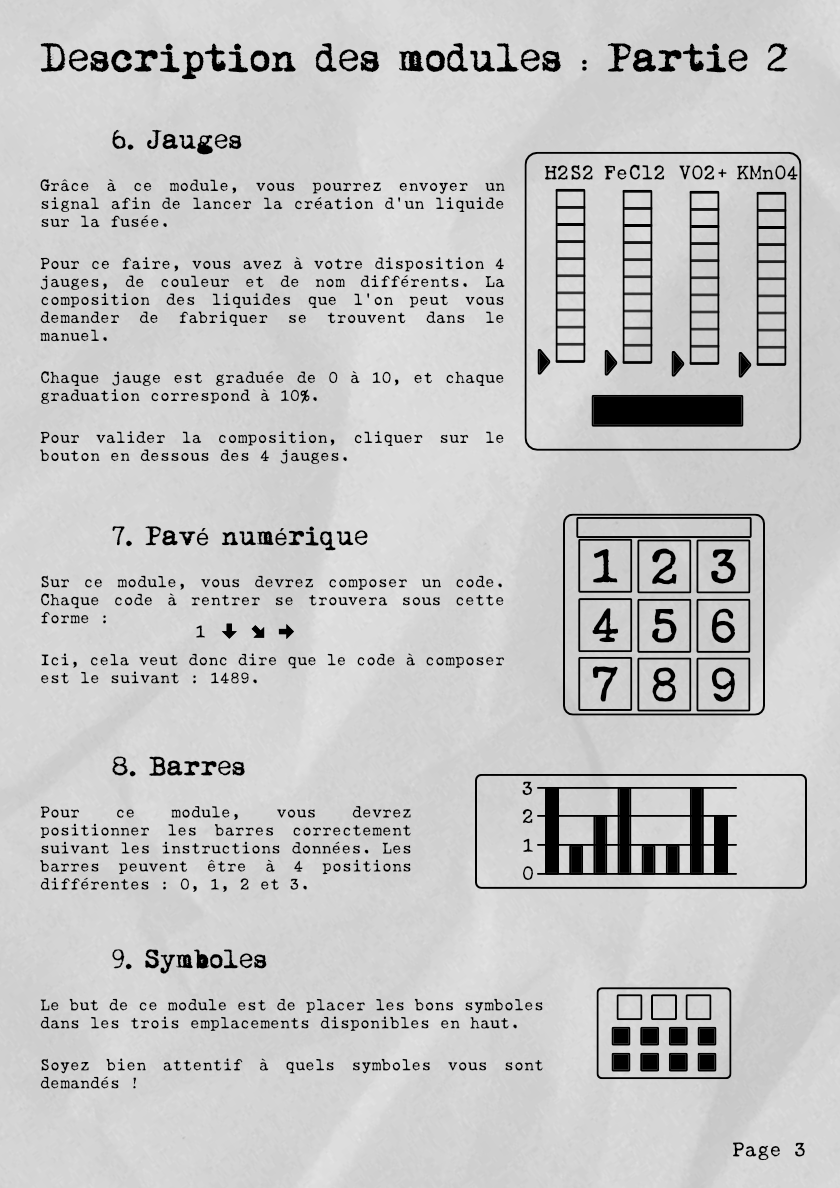 Description des modules : Partie 2
6. Jauges
Grâce à ce module, vous pourrez envoyer un
signal afin de lancer la création d'un liquide
sur la fusée.
Pour ce faire, vous avez à votre disposition 4
jauges, de couleur et de nom différents. La
composition des liquides que l'on peut vous
demander de fabriquer se trouvent dans le
manuel.
Chaque jauge est graduée de 0 à 10, et chaque
graduation correspond à 10%.
Pour valider la composition, cliquer sur le
bouton en dessous des 4 jauges.
H2S2 FeCl2 VO2+ KMnO4
7. Pavé numérique
Sur ce module, vous devrez composer un code.
Chaque code à rentrer se trouvera sous cette
forme :
1 🡇 🡮 🡆
Ici, cela veut donc dire que le code à composer
est le suivant : 1489.
1 2 3
4 5 6
7 8 9
8. Barres
Pour ce module, vous devrez
positionner les barres correctement
suivant les instructions données. Les
barres peuvent être à 4 positions
différentes : 0, 1, 2 et 3.
3
2
1
0
9. Symboles
Le but de ce module est de placer les bons symboles
dans les trois emplacements disponibles en haut.
Soyez bien attentif à quels symboles vous sont
demandés !
Page 3